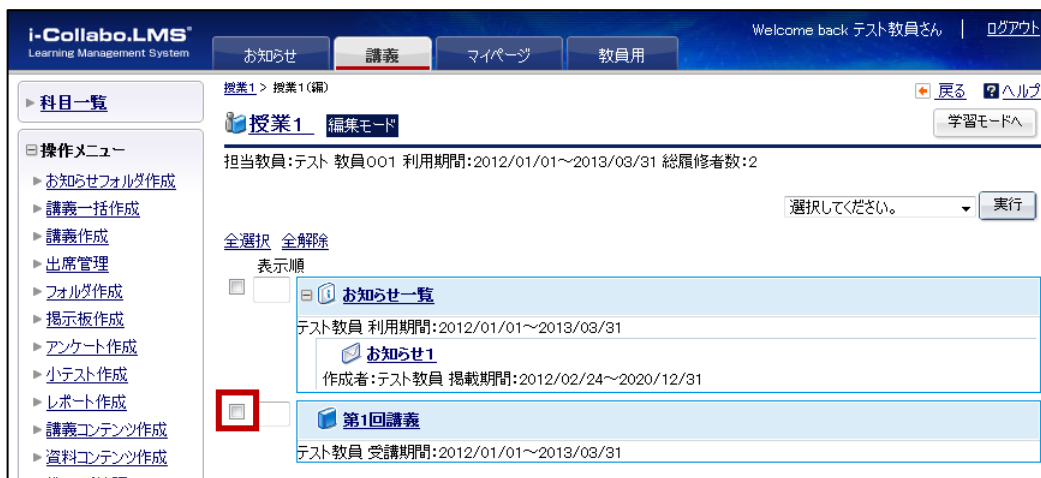 i-Collabo.LMS
Learning Management System
Welcome back テスト教員さん | ログアウト
お知らせ 講義 マイページ 教員用
科目一覧
操作メニュー
お知らせフォルダ作成
講義一括作成
講義作成
出席管理
フォルダ作成
掲示板作成
アンケート作成
小テスト作成
レポート作成
講義コンテンツ作成
資料コンテンツ作成
授業1 > 授業1(編)
戻る ? ヘルプ
授業1 編集モード
学習モードへ
担当教員:テスト 教員001 利用期間:2012/01/01～2013/03/31 総履修者数:2
選択してください。 実行
全選択 全解除
表示順
お知らせ一覧
テスト教員 利用期間:2012/01/01～2013/03/31
お知らせ1
作成者:テスト教員 掲載期間:2012/02/24～2020/12/31
第1回講義
テスト教員 受講期間:2012/01/01～2013/03/31